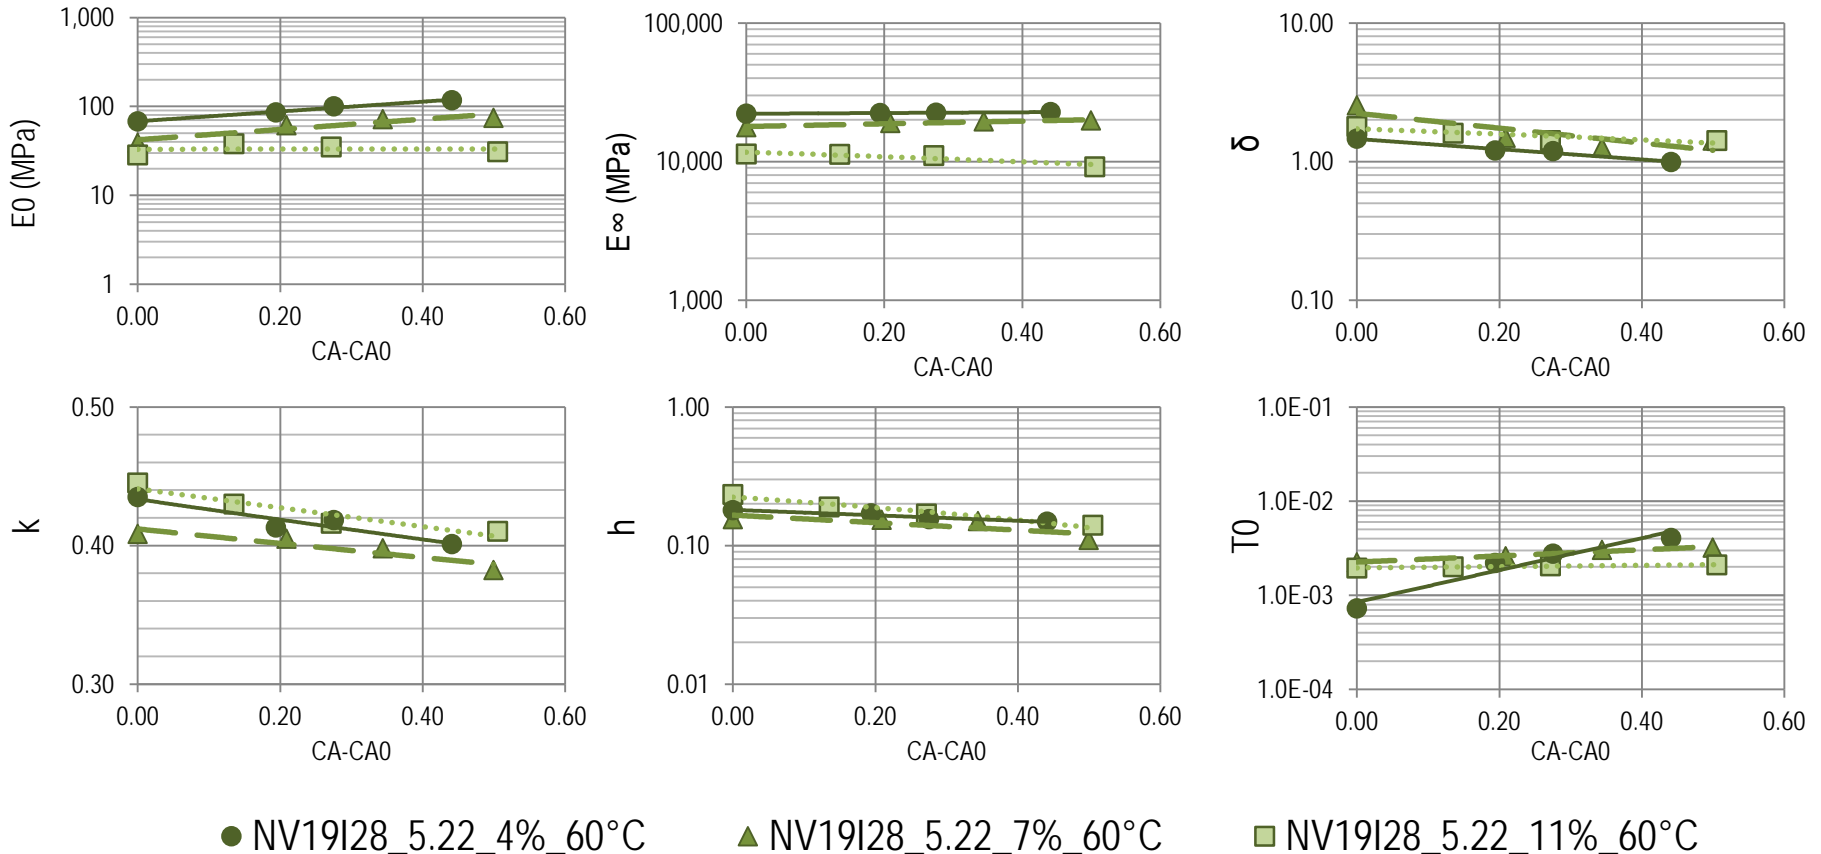 1,000
100
10
1
E0 (MPa)
0.00 0.20 0.40 0.60
CA-CA0
100,000
10,000
1,000
E∞ (MPa)
0.00 0.20 0.40 0.60
CA-CA0
10.00
1.00
0.10
δ
0.00 0.20 0.40 0.60
CA-CA0
0.50
0.40
0.30
k
0.00 0.20 0.40 0.60
CA-CA0
1.00
0.10
0.01
h
0.00 0.20 0.40 0.60
CA-CA0
1.0E-01
1.0E-02
1.0E-03
1.0E-04
T0
0.00 0.20 0.40 0.60
CA-CA0
NV19I28_5.22_4%_60°C NV19I28_5.22_7%_60°C NV19I28_5.22_11%_60°C